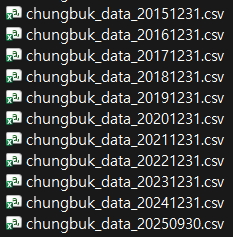 chungbuk_data_20151231.csv
chungbuk_data_20161231.csv
chungbuk_data_20171231.csv
chungbuk_data_20181231.csv
chungbuk_data_20191231.csv
chungbuk_data_20201231.csv
chungbuk_data_20211231.csv
chungbuk_data_20221231.csv
chungbuk_data_20231231.csv
chungbuk_data_20241231.csv
chungbuk_data_20250930.csv